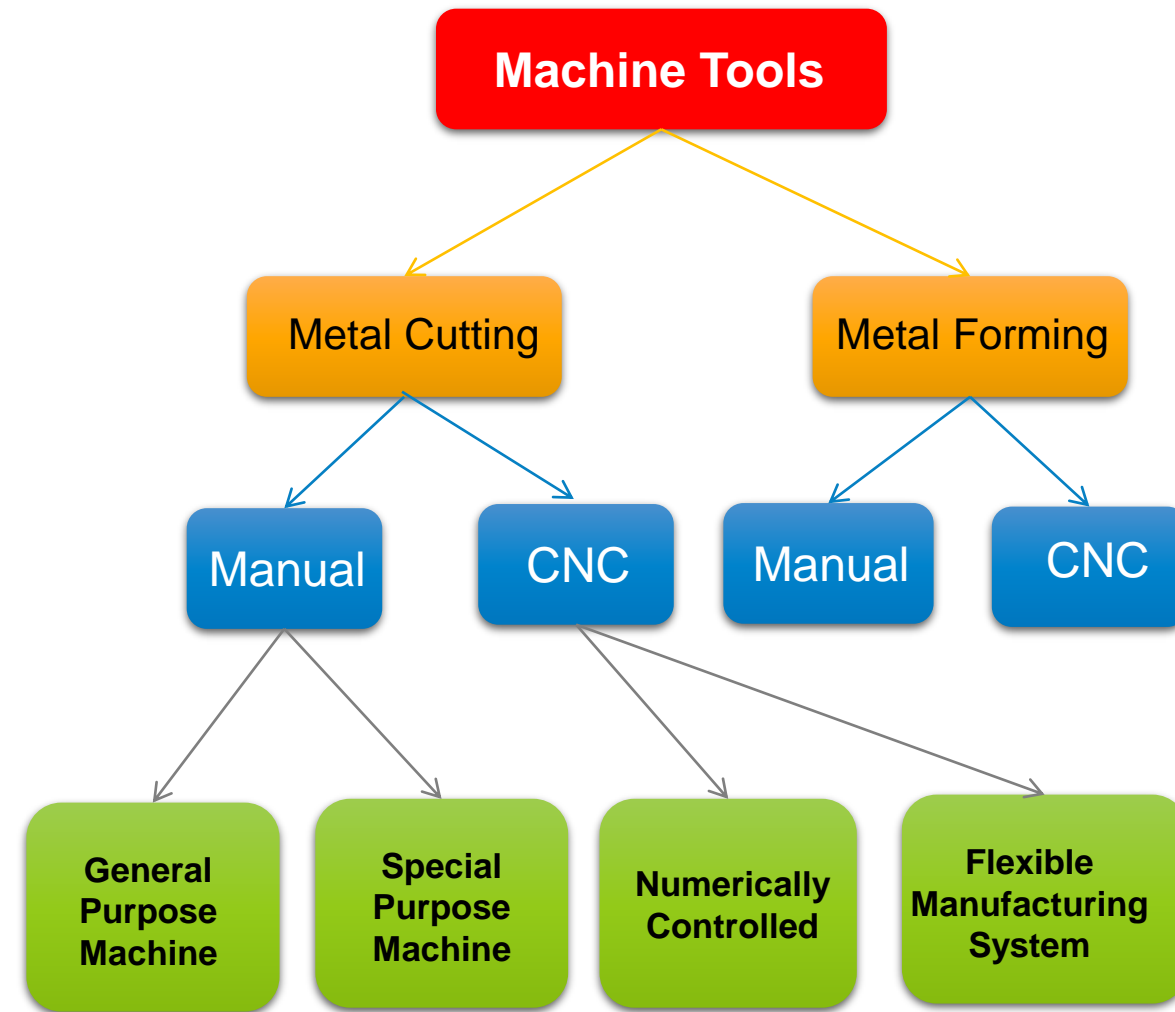 Machine Tools
Metal Cutting
Metal Forming
Manual
CNC
Manual
CNC
General
Purpose
Machine
Special
Purpose
Machine
Numerically
Controlled
Flexible
Manufacturing
System